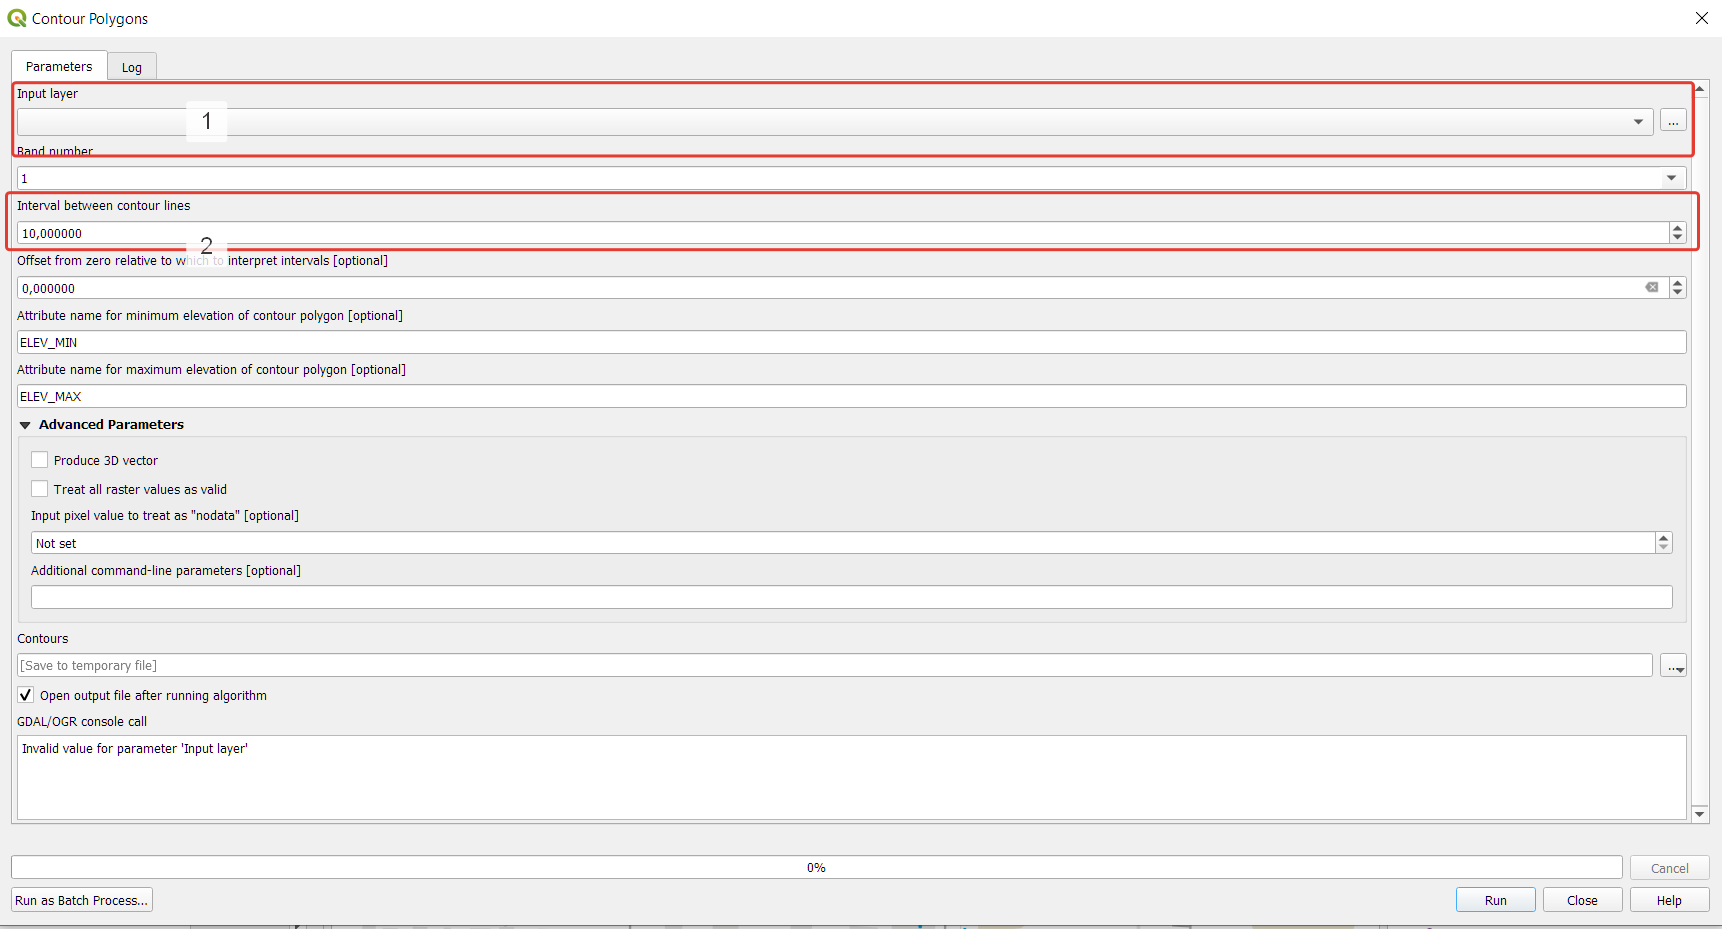 Contour Polygons
Parameters
Log
Input layer
1
...
Band number
1
Interval between contour lines
10,000000
2
Offset from zero relative to which to interpret intervals [optional]
0,000000
Attribute name for minimum elevation of contour polygon [optional]
ELEV_MIN
Attribute name for maximum elevation of contour polygon [optional]
ELEV_MAX
Advanced Parameters
Produce 3D vector
Treat all raster values as valid
Input pixel value to treat as "nodata" [optional]
Not set
Additional command-line parameters [optional]
Contours
[Save to temporary file]
...
Open output file after running algorithm
GDAL/OGR console call
Invalid value for parameter 'Input layer'
0%
Cancel
Run as Batch Process...
Run
Close
Help